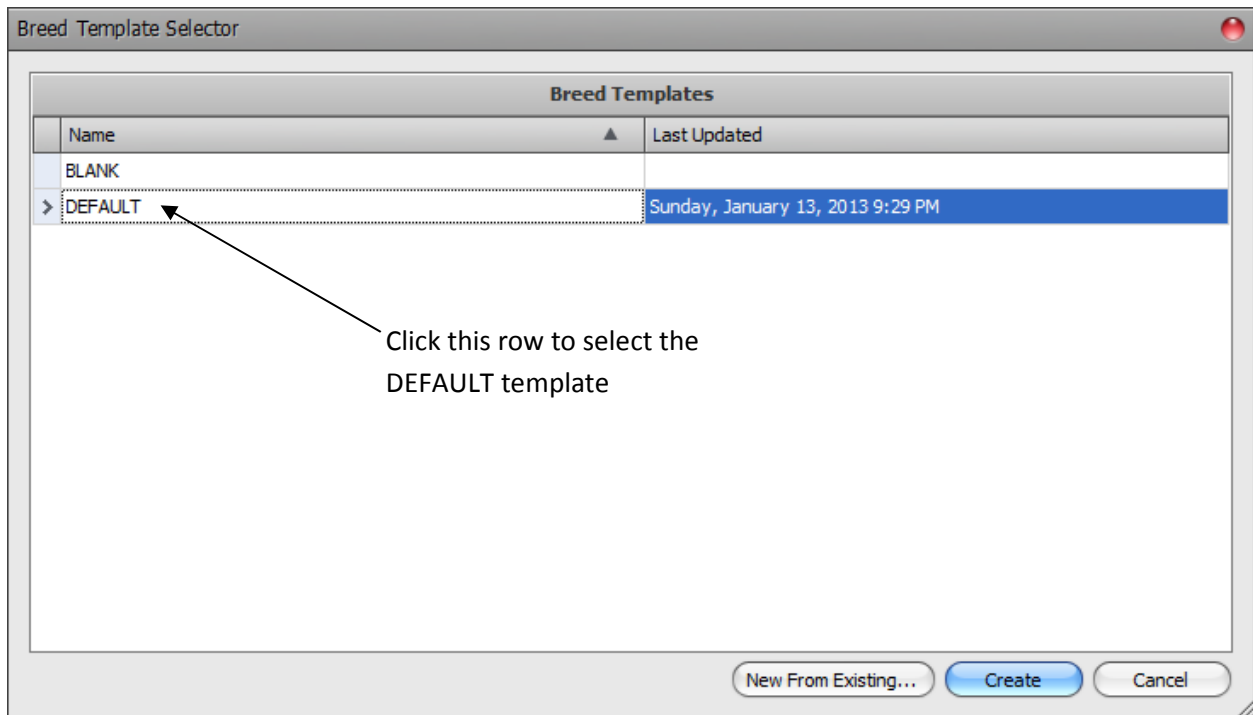 Breed Template Selector
Breed Templates
Name Last Updated
BLANK
DEFAULT Sunday, January 13, 2013 9:29 PM
Click this row to select the
DEFAULT template
New From Existing... Create Cancel